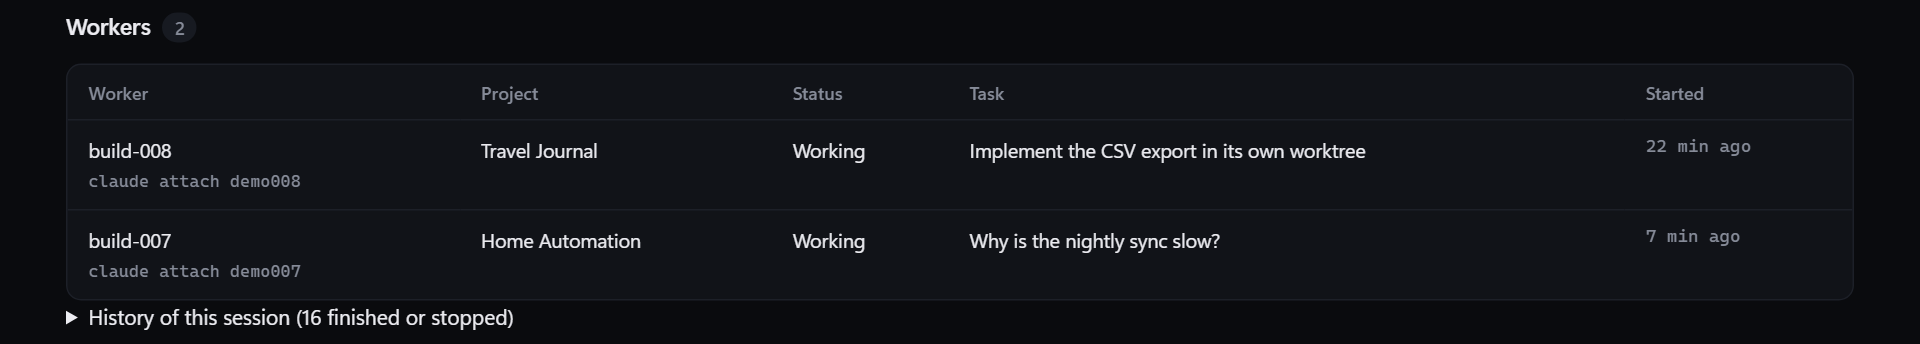 Workers 2
Worker Project Status Task Started
build-008 Travel Journal Working Implement the CSV export in its own worktree 22 min ago
claude attach demo008
build-007 Home Automation Working Why is the nightly sync slow? 7 min ago
claude attach demo007
▶ History of this session (16 finished or stopped)